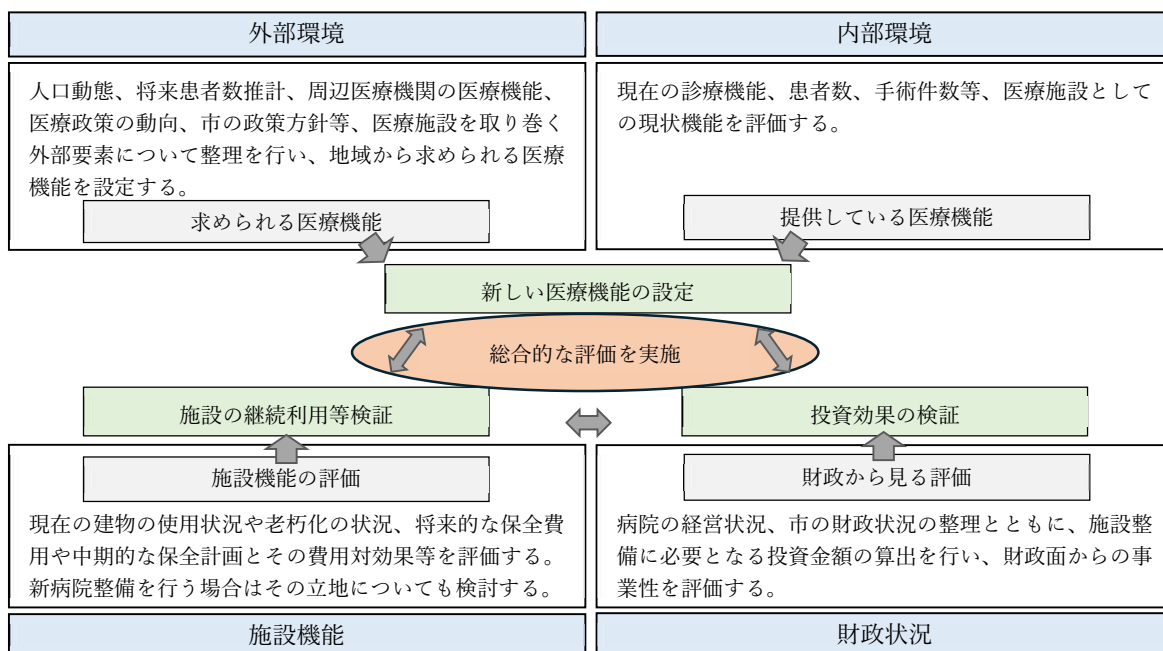 外部環境
内部環境
人口動態、将来患者数推計、周辺医療機関の医療機能、
医療政策の動向、市の政策方針等、医療施設を取り巻く
外部要素について整理を行い、地域から求められる医療
機能を設定する。
求められる医療機能
現在の診療機能、患者数、手術件数等、医療施設として
の現状機能を評価する。
提供している医療機能
新しい医療機能の設定
総合的な評価を実施
施設の継続利用等検証
投資効果の検証
施設機能の評価
現在の建物の使用状況や老朽化の状況、将来的な保全費
用や中期的な保全計画とその費用対効果等を評価する。
新病院整備を行う場合はその立地についても検討する。
財政から見る評価
病院の経営状況、市の財政状況の整理とともに、施設整
備に必要となる投資金額の算出を行い、財政面からの事
業性を評価する。
施設機能
財政状況